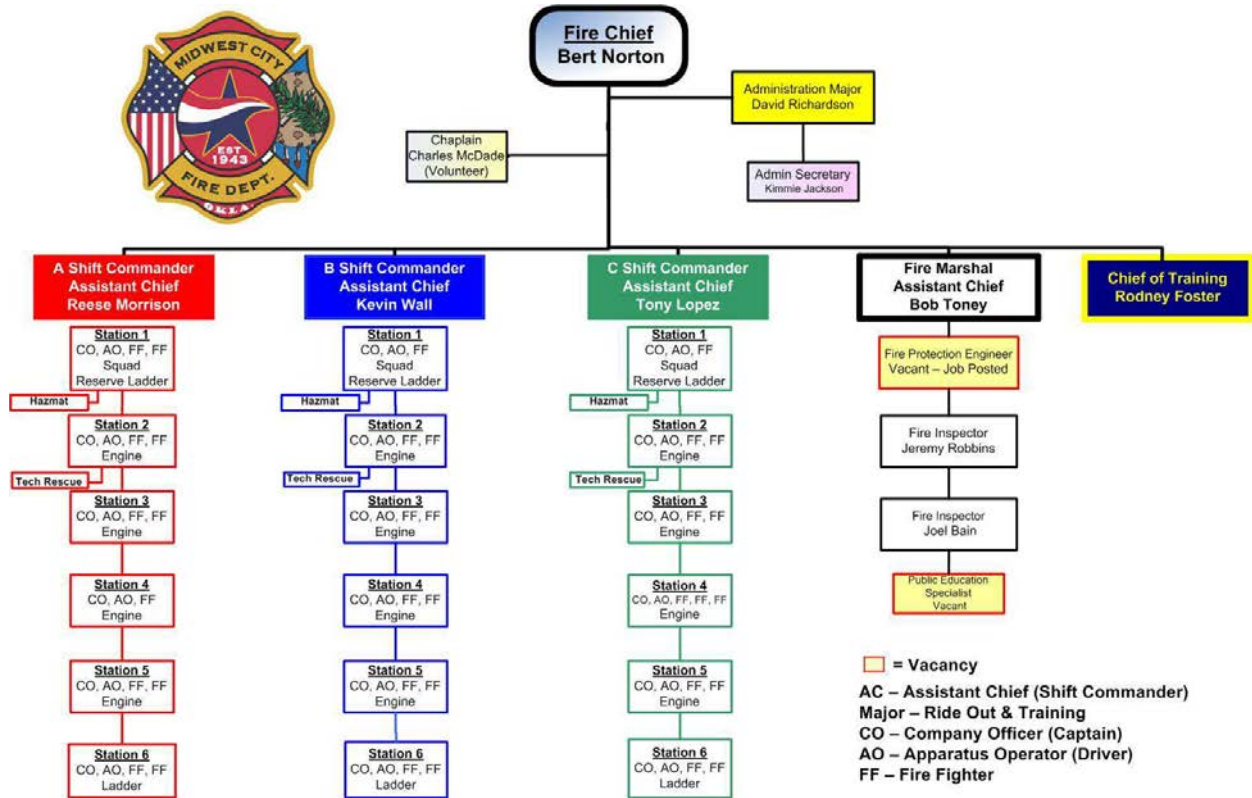 MIDWEST CITY
EST
1943
FIRE DEPT.
OKLA.
Fire Chief
Bert Norton
Administration Major
David Richardson
Chaplain
Charles McDade
(Volunteer)
Admin Secretary
Kimmie Jackson
A Shift Commander
Assistant Chief
Reese Morrison
Station 1
CO, AO, FF, FF
Squad
Reserve Ladder
Hazmat
Station 2
CO, AO, FF, FF
Engine
Tech Rescue
Station 3
CO, AO, FF, FF
Engine
Station 4
CO, AO, FF
Engine
Station 5
CO, AO, FF, FF
Engine
Station 6
CO, AO, FF, FF
Ladder
B Shift Commander
Assistant Chief
Kevin Wall
Station 1
CO, AO, FF, FF
Squad
Reserve Ladder
Hazmat
Station 2
CO, AO, FF, FF
Engine
Tech Rescue
Station 3
CO, AO, FF, FF
Engine
Station 4
CO, AO, FF, FF
Engine
Station 5
CO, AO, FF, FF
Engine
Station 6
CO, AO, FF, FF
Ladder
C Shift Commander
Assistant Chief
Tony Lopez
Station 1
CO, AO, FF
Squad
Reserve Ladder
Hazmat
Station 2
CO, AO, FF, FF
Engine
Tech Rescue
Station 3
CO, AO, FF, FF
Engine
Station 4
CO, AO, FF, FF, FF
Engine
Station 5
CO, AO, FF, FF
Engine
Station 6
CO, AO, FF, FF
Ladder
Fire Marshal
Assistant Chief
Bob Toney
Fire Protection Engineer
Vacant – Job Posted
Fire Inspector
Jeremy Robbins
Fire Inspector
Joel Bain
Public Education
Specialist
Vacant
Chief of Training
Rodney Foster
= Vacancy
AC – Assistant Chief (Shift Commander)
Major – Ride Out & Training
CO – Company Officer (Captain)
AO – Apparatus Operator (Driver)
FF – Fire Fighter